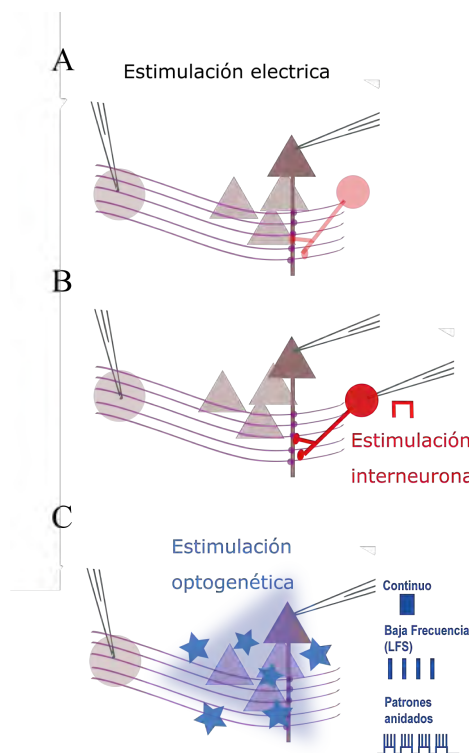 A
Estimulación electrica
B
Estimulación
interneurona
C
Estimulación
optogenética
Continuo
Baja Frecuencia
(LFS)
Patrones
anidados